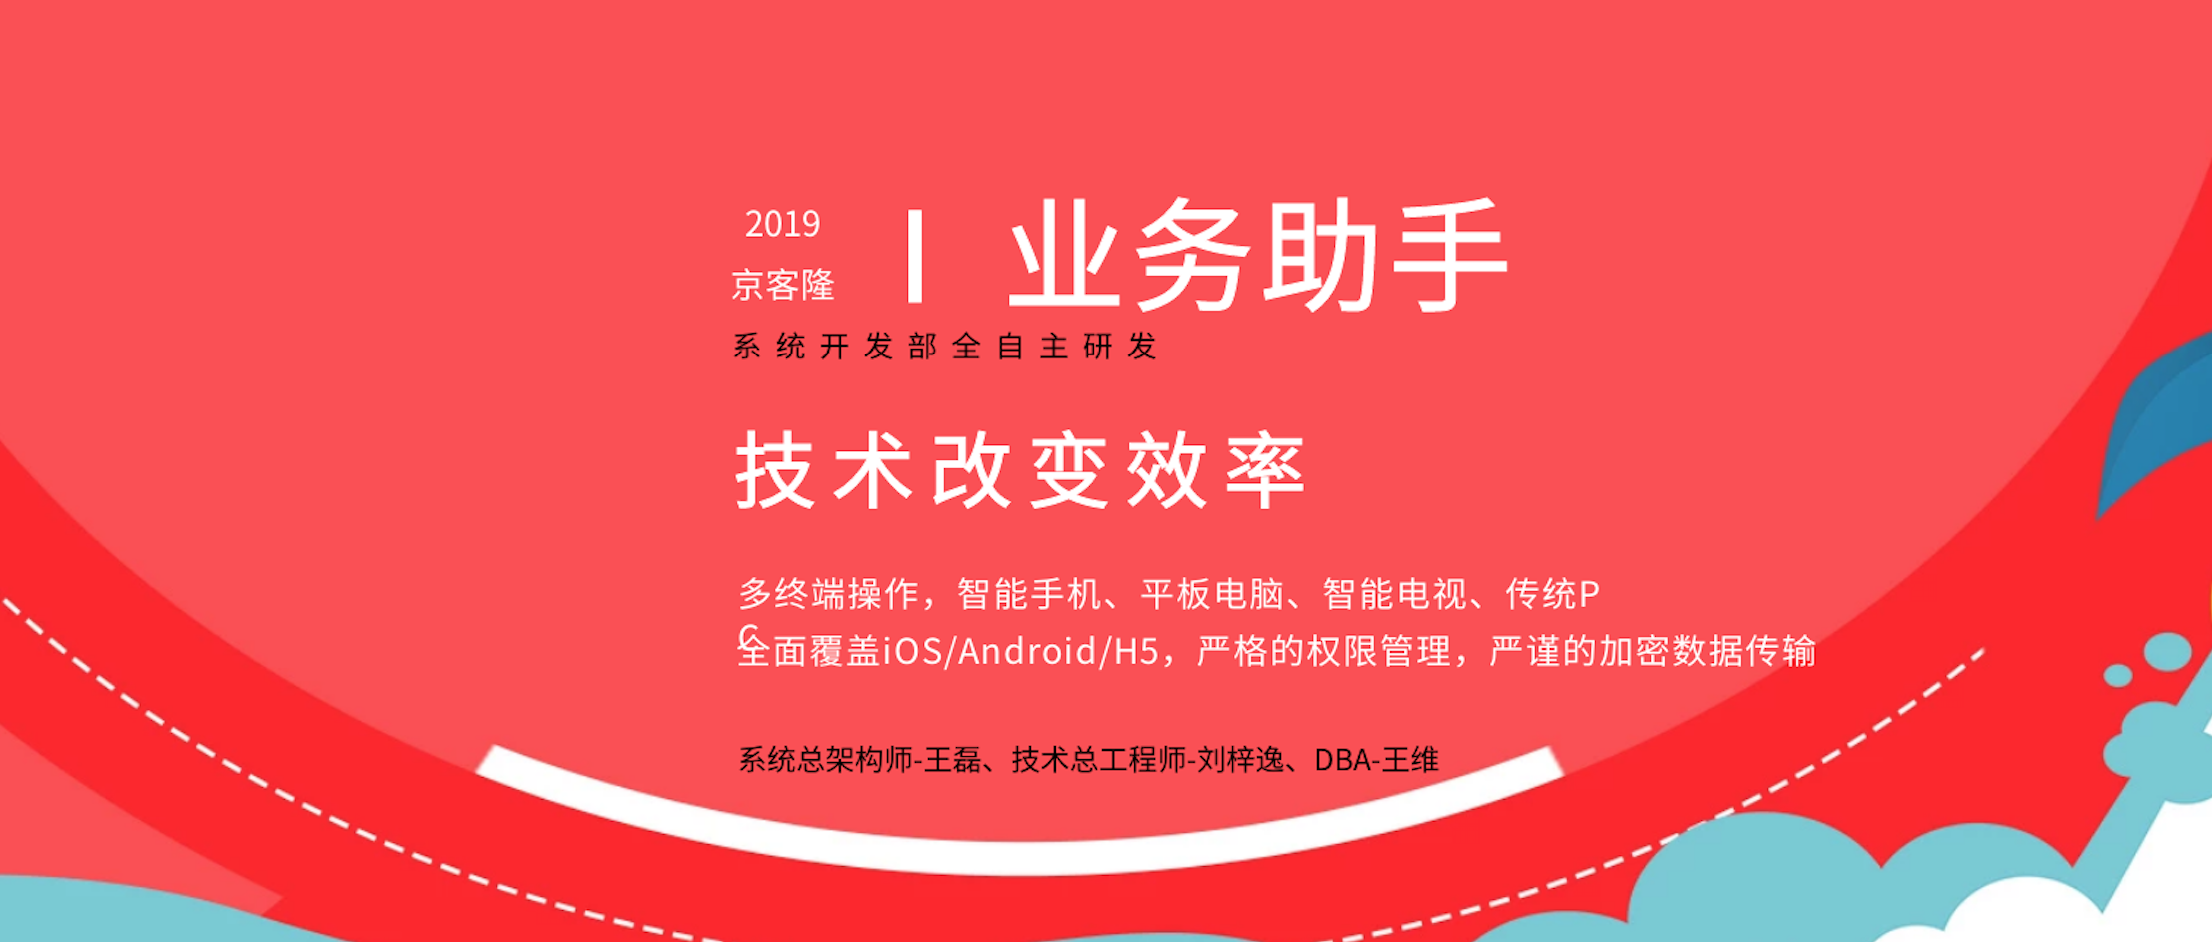 2019
京客隆
业务助手
系统开发部全自主研发
技术改变效率
多终端操作，智能手机、平板电脑、智能电视、传统P
C
全面覆盖iOS/Android/H5，严格的权限管理，严谨的加密数据传输
系统总架构师-王磊、技术总工程师-刘梓逸、DBA-王维